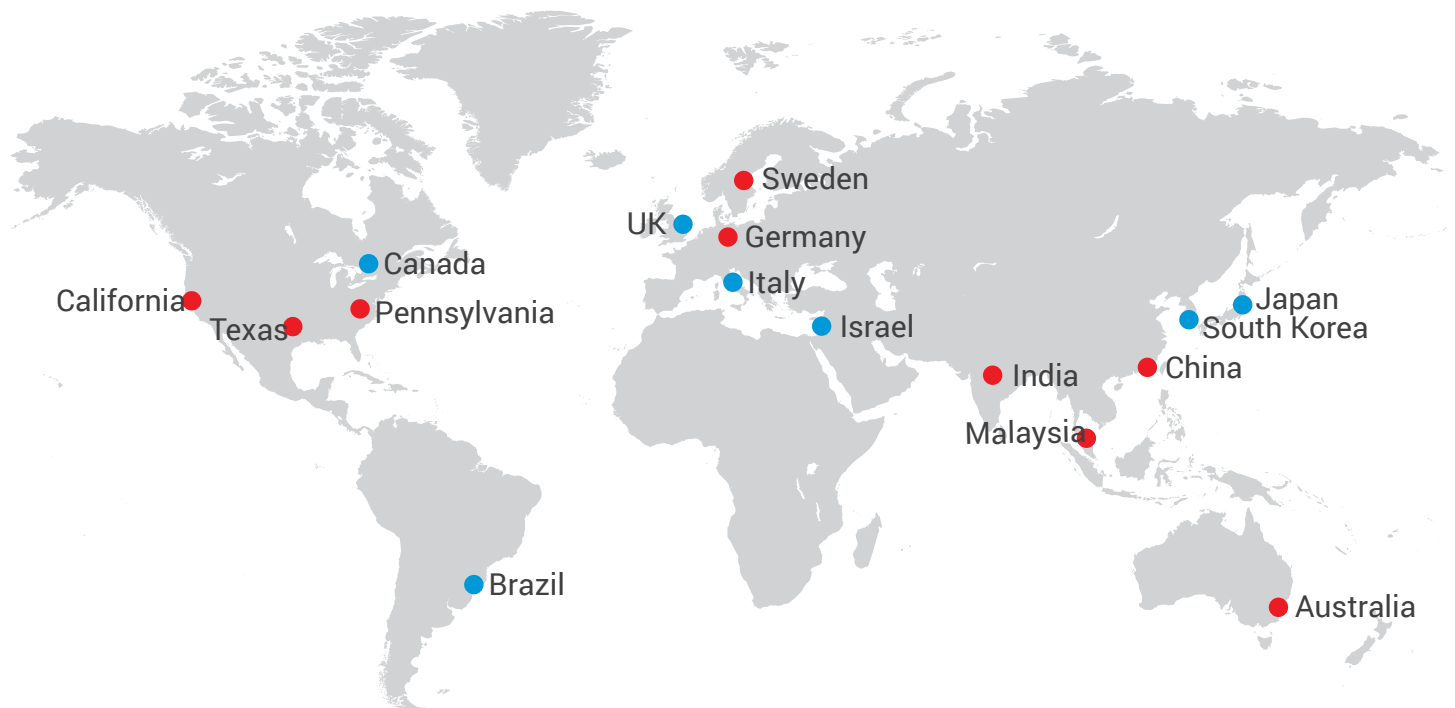 Sweden
UK
Germany
Canada
Italy
California
Pennsylvania
Texas
Japan
South Korea
Israel
China
India
Malaysia
Brazil
Australia